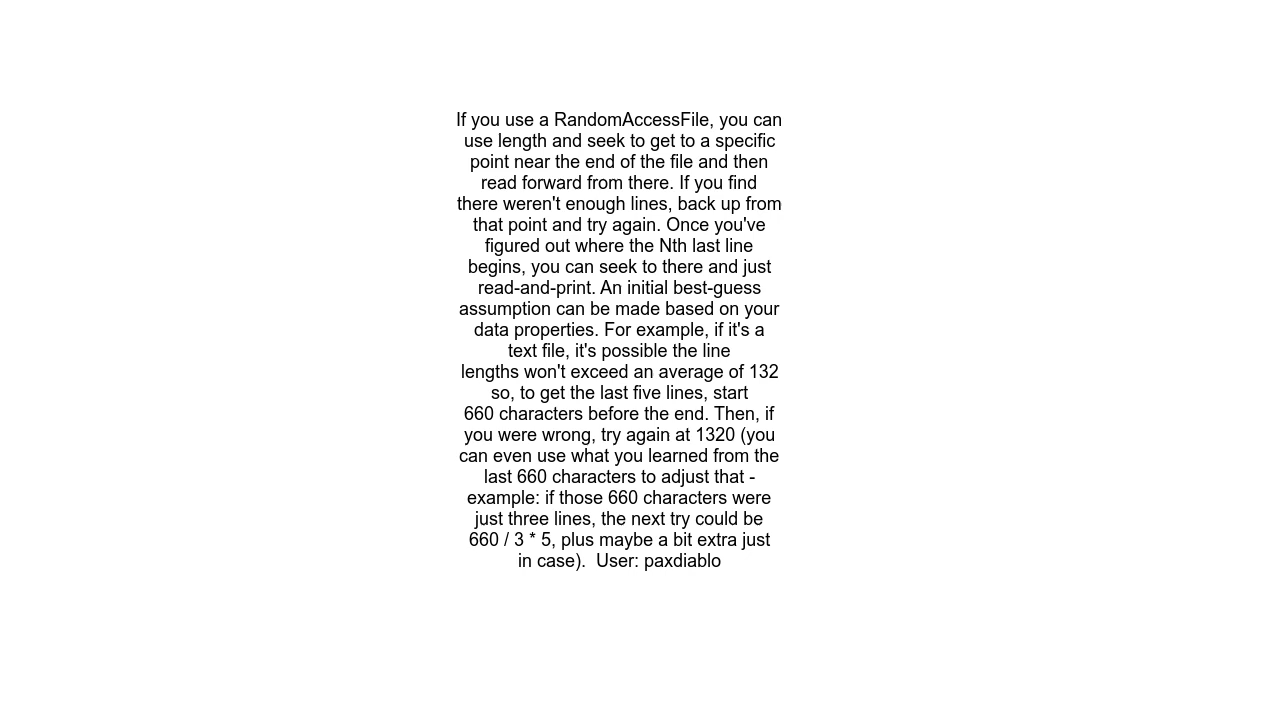 If you use a RandomAccessFile, you can
use length and seek to get to a specific
point near the end of the file and then
read forward from there. If you find
there weren't enough lines, back up from
that point and try again. Once you've
figured out where the Nth last line
begins, you can seek to there and just
read-and-print. An initial best-guess
assumption can be made based on your
data properties. For example, if it's a
text file, it's possible the line
lengths won't exceed an average of 132
so, to get the last five lines, start
660 characters before the end. Then, if
you were wrong, try again at 1320 (you
can even use what you learned from the
last 660 characters to adjust that -
example: if those 660 characters were
just three lines, the next try could be
660 / 3 * 5, plus maybe a bit extra just
in case).  User: paxdiablo